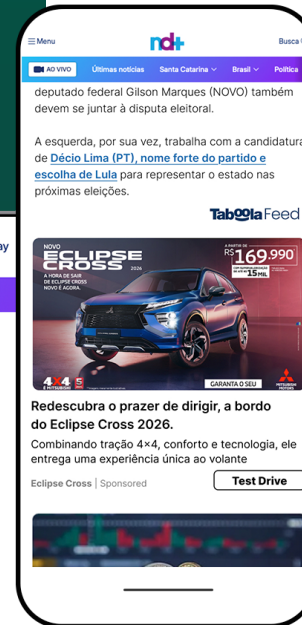 Menu
nd+
Busca
AO VIVO
Últimas notícias
Santa Catarina
Brasil
Política
deputado federal Gilson Marques (NOVO) também
devem se juntar à disputa eleitoral.
A esquerda, por sua vez, trabalha com a candidatura
de Décio Lima (PT), nome forte do partido e
escolha de Lula para representar o estado nas
próximas eleições.
Taboola Feed
NOVO
ECLIPSE
CROSS 2026
A HORA DE SAIR
DE ECLIPSE CROSS
NOVO É AGORA.
A PARTIR DE
R$169.990
15 MIL
4X4
MITSUBISHI
5
GARANTA O SEU
MITSUBISHI
MOTORS
Redescubra o prazer de dirigir, a bordo
do Eclipse Cross 2026.
Combinando tração 4×4, conforto e tecnologia, ele
entrega uma experiência única ao volante
Eclipse Cross | Sponsored
Test Drive